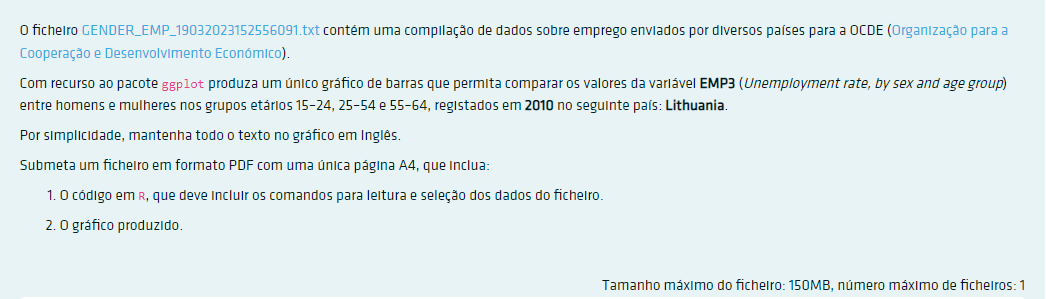 O ficheiro GENDER_EMP_19032023152556091.txt contém uma compilação de dados sobre emprego enviados por diversos países para a OCDE (Organização para a
Cooperação e Desenvolvimento Económico).
Com recurso ao pacote ggplot produza um único gráfico de barras que permita comparar os valores da variável EMP3 (Unemployment rate, by sex and age group)
entre homens e mulheres nos grupos etários 15-24, 25-54 e 55-64, registados em 2010 no seguinte país: Lithuania.
Por simplicidade, mantenha todo o texto no gráfico em Inglês.
Submeta um ficheiro em formato PDF com uma única página A4, que inclua:
1. O código em R, que deve incluir os comandos para leitura e seleção dos dados do ficheiro.
2. O gráfico produzido.
Tamanho máximo do ficheiro: 150MB, número máximo de ficheiros: 1